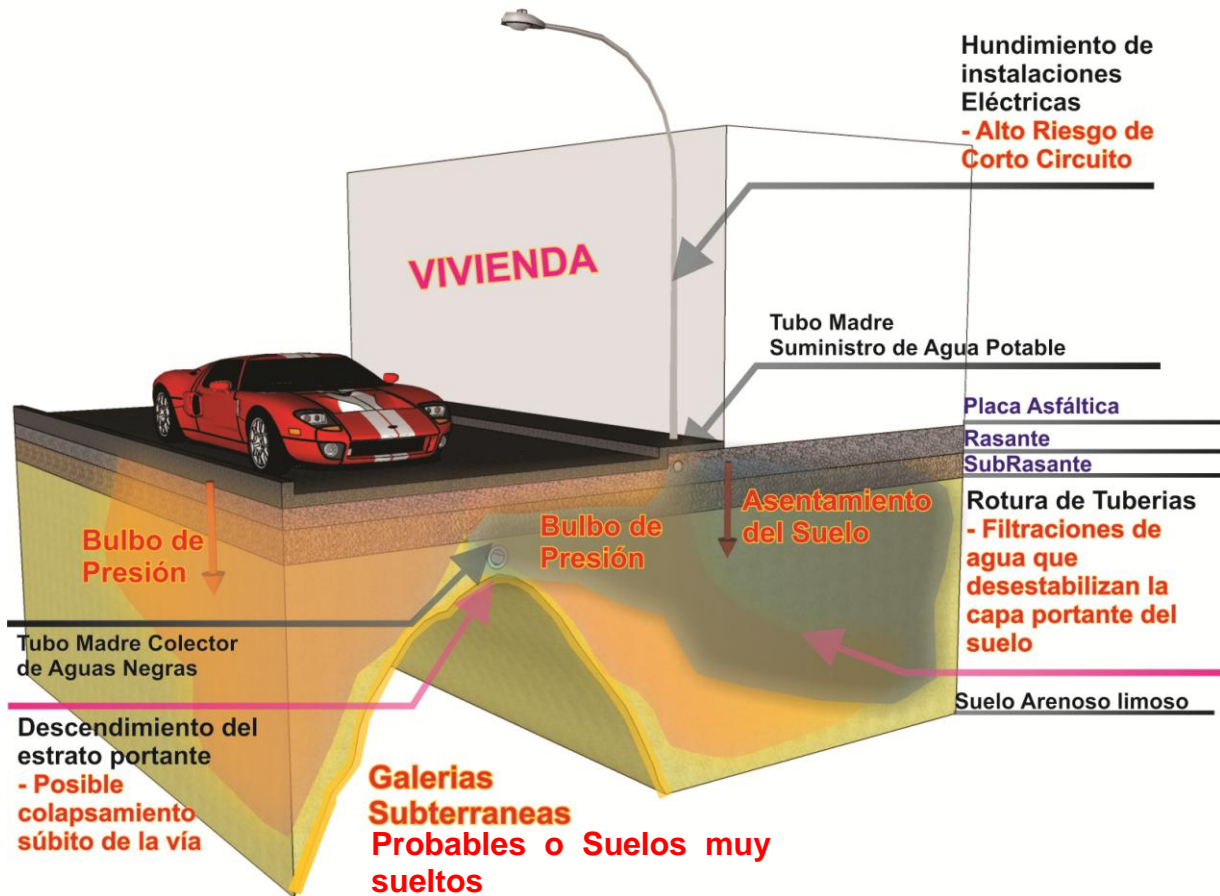 Hundimiento de
instalaciones
Eléctricas
- Alto Riesgo de
Corto Circuito
VIVIENDA
Tubo Madre
Suministro de Agua Potable
Placa Asfáltica
Rasante
SubRasante
Bulbo de
Presión
Bulbo de
Presión
Asentamiento
del Suelo
Rotura de Tuberias
- Filtraciones de
agua que
desestabilizan la
capa portante del
suelo
Tubo Madre Colector
de Aguas Negras
Suelo Arenoso limoso
Descendimiento del
estrato portante
- Posible
colapsamiento
súbito de la vía
Galerias
Subterraneas
Probables o Suelos muy
sueltos